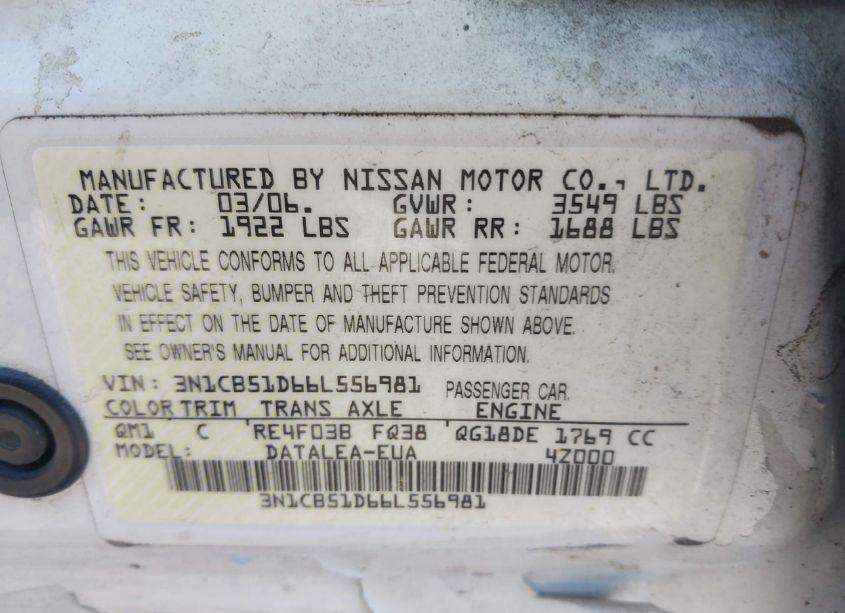 MANUFACTURED BY NISSAN MOTOR CO., LTD.
DATE: 03/06. GVWR: 3549 LBS
GAWR FR: 1922 LBS GAWR RR: 1688 LBS
THIS VEHICLE CONFORMS TO ALL APPLICABLE FEDERAL MOTOR.
VEHICLE SAFETY, BUMPER AND THEFT PREVENTION STANDARDS
IN EFFECT ON THE DATE OF MANUFACTURE SHOWN ABOVE.
SEE OWNER'S MANUAL FOR ADDITIONAL INFORMATION.
VIN: 3N1CB51D66L556981 PASSENGER CAR.
COLOR TRIM TRANS AXLE ENGINE
QM1 C RE4F03B FQ38 QG18DE 1769 CC
MODEL: DATALEA-EUA 4Z000
3N1CB51D66L556981